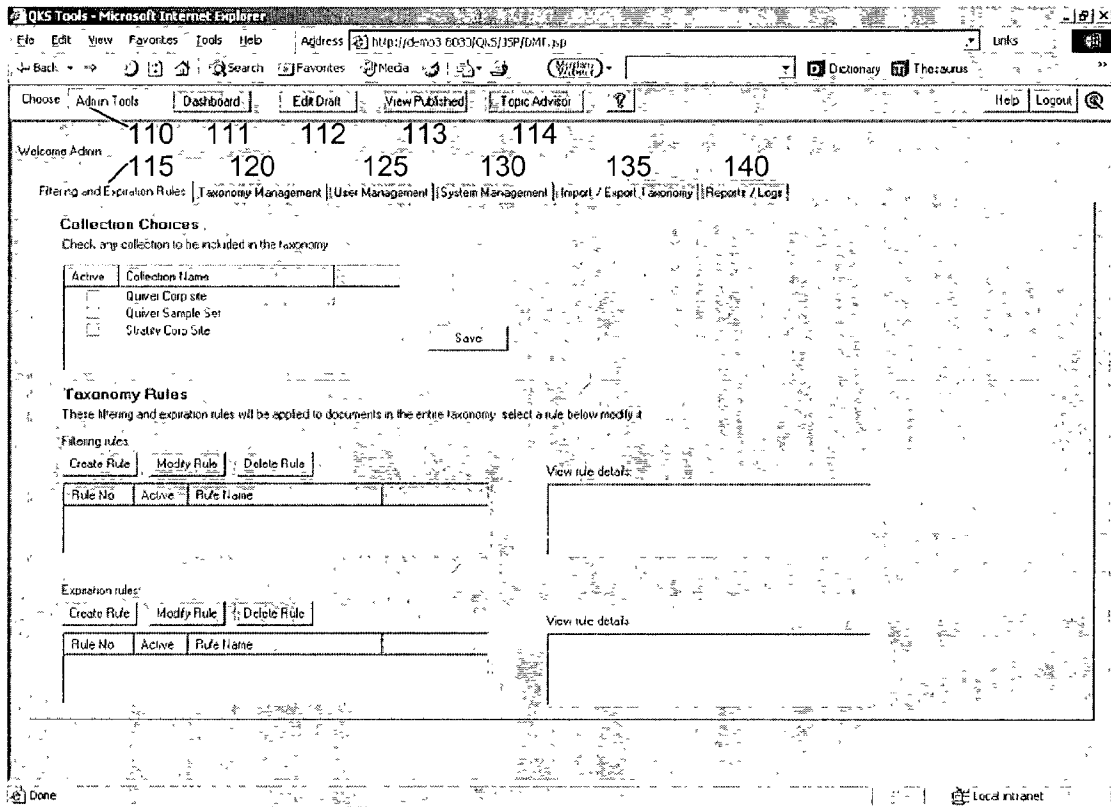 QKS Tools - Microsoft Internet Explorer
File Edit View Favorites Tools Help Address http://demo3:8080/QKS/JSP/DMT.jsp Links
Back Search Favorites Media Dictionary Thesaurus
Choose Admin Tools Dashboard Edit Draft View Published Topic Advisor ? Help Logout
110 111 112 113 114
Welcome Admin
115 120 125 130 135 140
Filtering and Expiration Rules Taxonomy Management User Management System Management Import / Export Taxonomy Reports / Logs
Collection Choices
Check any collection to be included in the taxonomy
Active Collection Name
Quiver Corp site
Quiver Sample Set
Stratify Corp Site
Save
Taxonomy Rules
These filtering and expiration rules will be applied to documents in the entire taxonomy select a rule below modify it
Filtering rules
Create Rule Modify Rule Delete Rule
View rule details
Rule No Active Rule Name
Expiration rules
Create Rule Modify Rule Delete Rule
View rule details
Rule No Active Rule Name
Done Local intranet